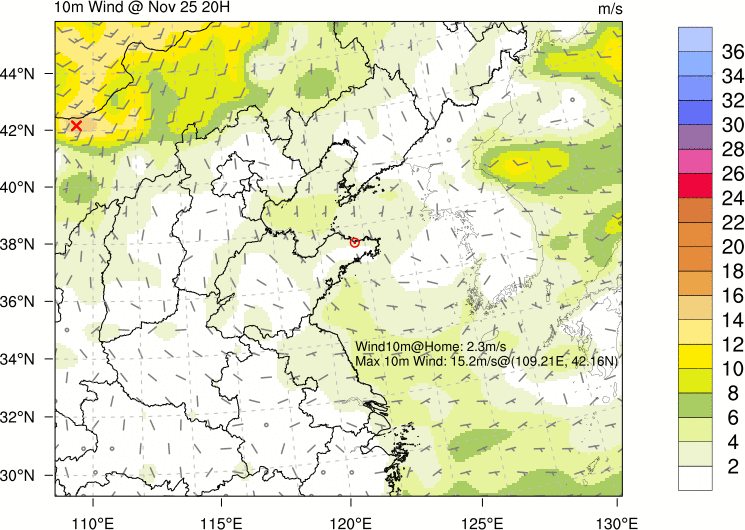 10m Wind @ Nov 25 20H
m/s
44°N
42°N
40°N
38°N
36°N
34°N
32°N
30°N
Wind10m@Home: 2.3m/s
Max 10m Wind: 15.2m/s@(109.21E, 42.16N)
110°E
115°E
120°E
125°E
130°E
36
34
32
30
28
26
24
22
20
18
16
14
12
10
8
6
4
2